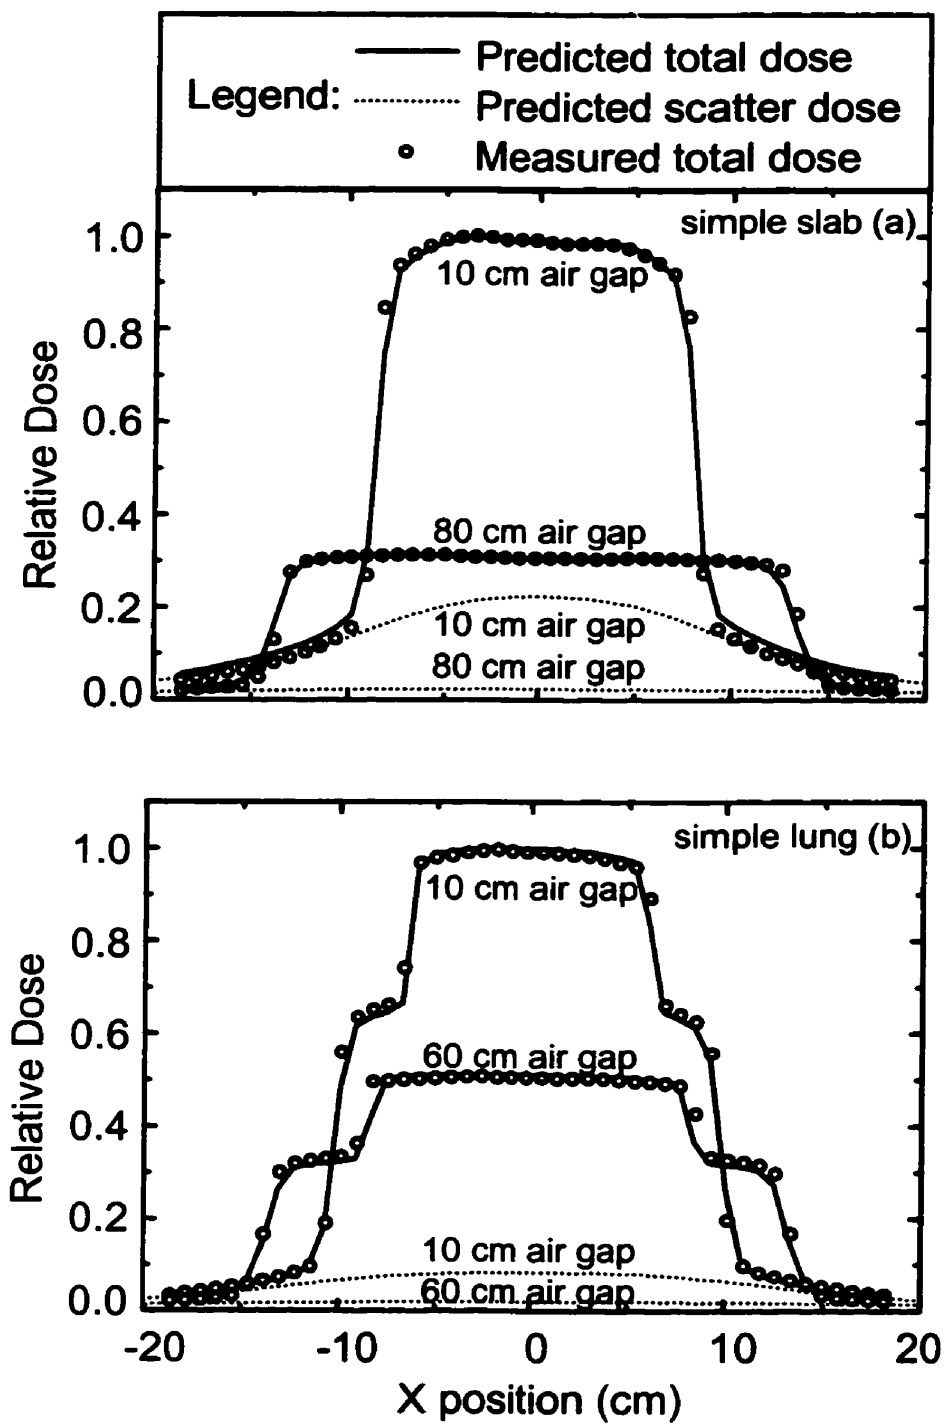 Predicted total dose
Legend: Predicted scatter dose
Measured total dose
simple slab (a)
1.0
10 cm air gap
0.8
0.6
0.4
80 cm air gap
0.2
10 cm air gap
80 cm air gap
0.0
Relative Dose
simple lung (b)
1.0
10 cm air gap
0.8
0.6
60 cm air gap
0.4
0.2
10 cm air gap
60 cm air gap
0.0
Relative Dose
-20 -10 0 10 20
X position (cm)